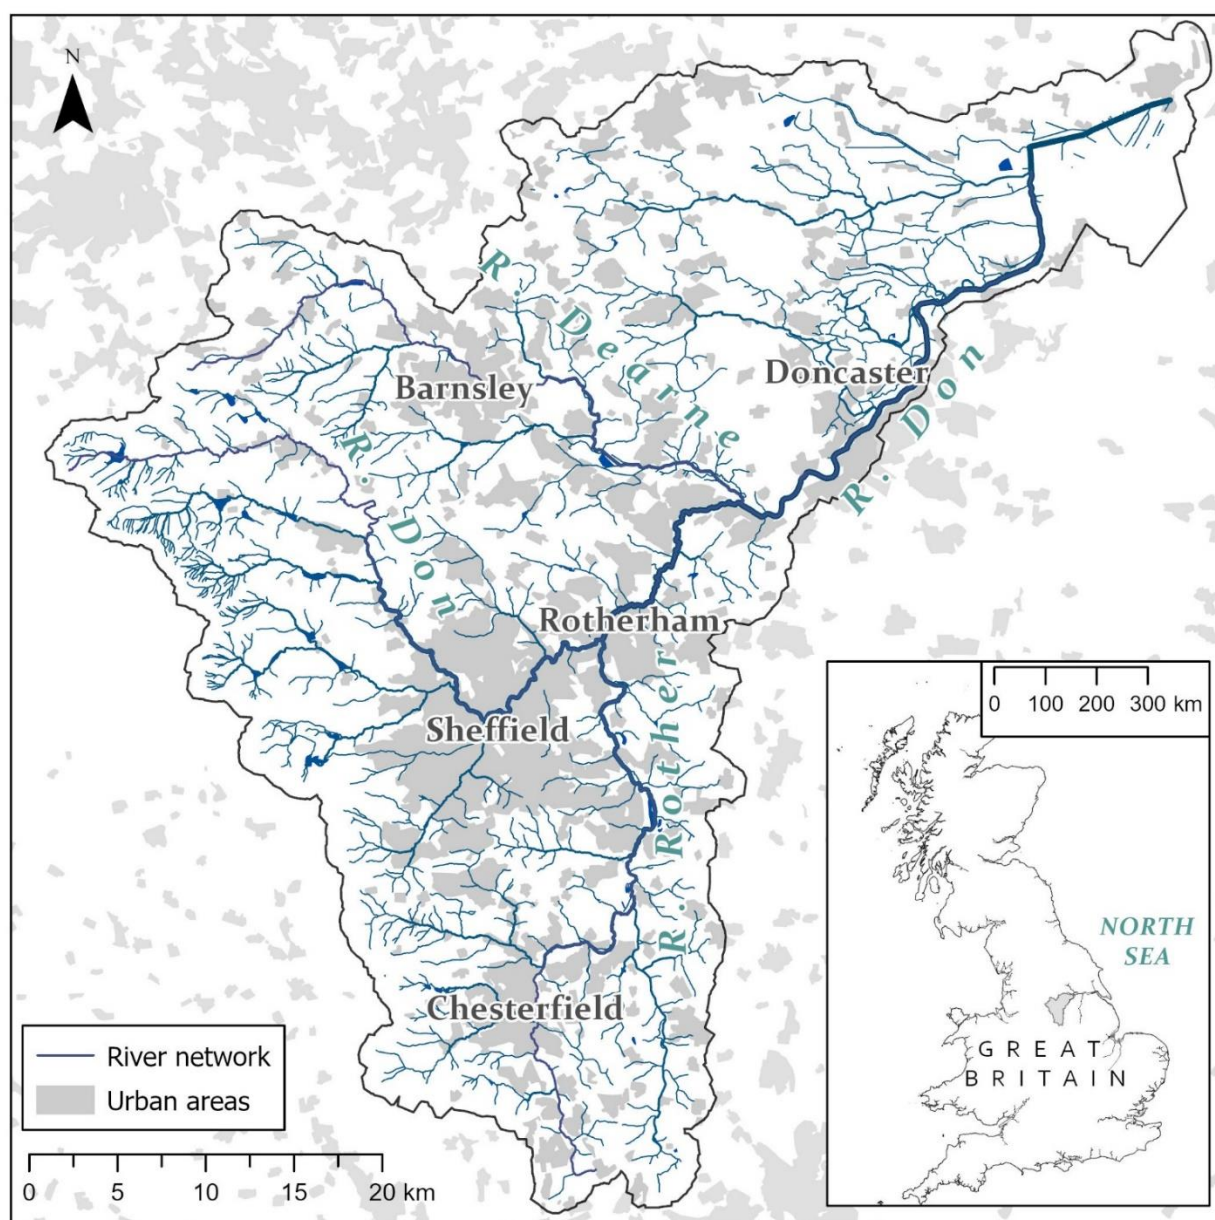 N
R. Dearne
Barnsley
Doncaster
R. Don
R. Don
Rotherham
Sheffield
R. Rother
Chesterfield
River network
Urban areas
0 5 10 15 20 km
0 100 200 300 km
NORTH
SEA
GREAT
BRITAIN